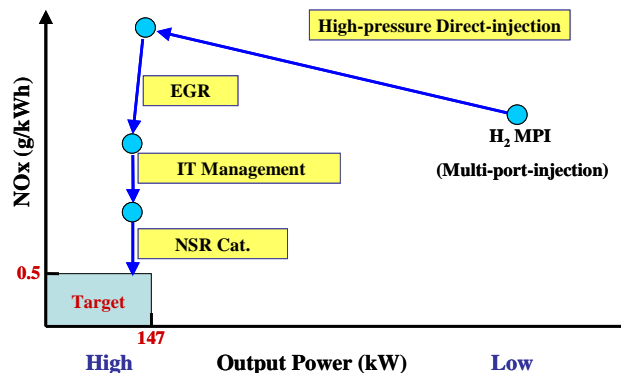 High-pressure Direct-injection
EGR
H₂ MPI
(Multi-port-injection)
IT Management
NSR Cat.
NOx (g/kWh)
0.5
Target
147
High Output Power (kW) Low